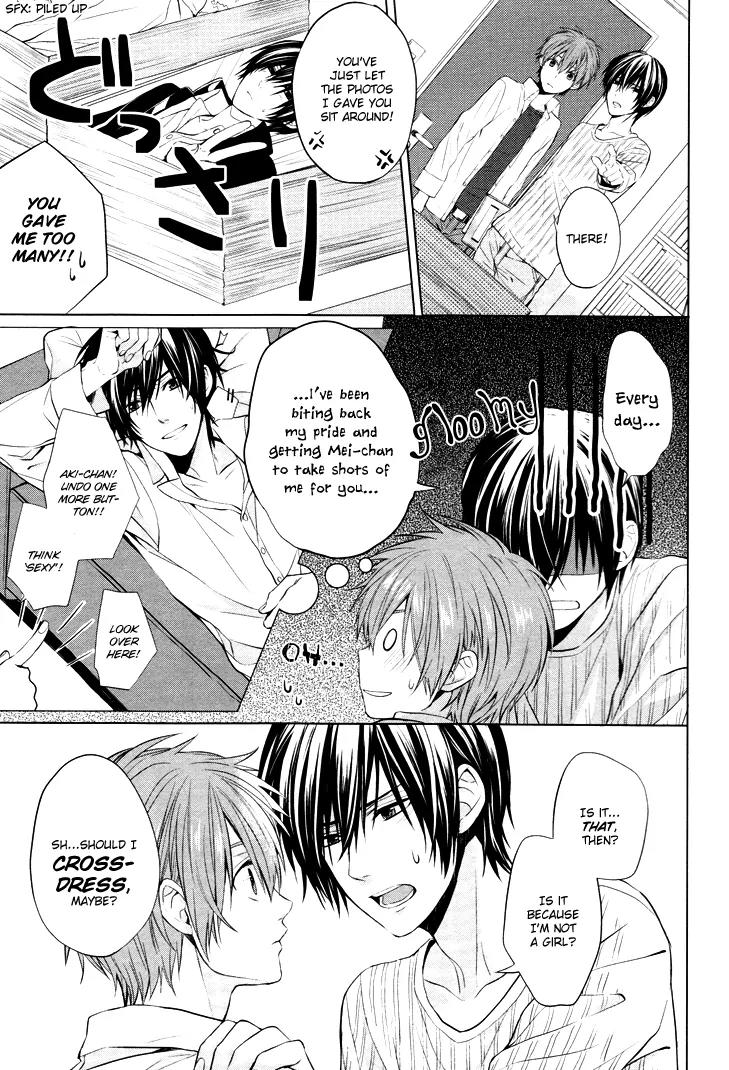 SFX: PILED UP
THERE!
YOU'VE
JUST LET
THE PHOTOS
I GAVE YOU
SIT AROUND!
どっさり
YOU
GAVE
ME TOO
MANY!!
Every
day...
gloomy
...I've been
biting back
my pride and
getting Mei-chan
to take shots of
me for you...
AKI-CHAN!
UNDO ONE
MORE BUT-
TON!!
THINK
'SEXY'!
LOOK
OVER
HERE!
OH...
IS IT...
THAT,
THEN?
IS IT
BECAUSE
I'M NOT
A GIRL?
SH...SHOULD I
CROSS-
DRESS,
MAYBE?